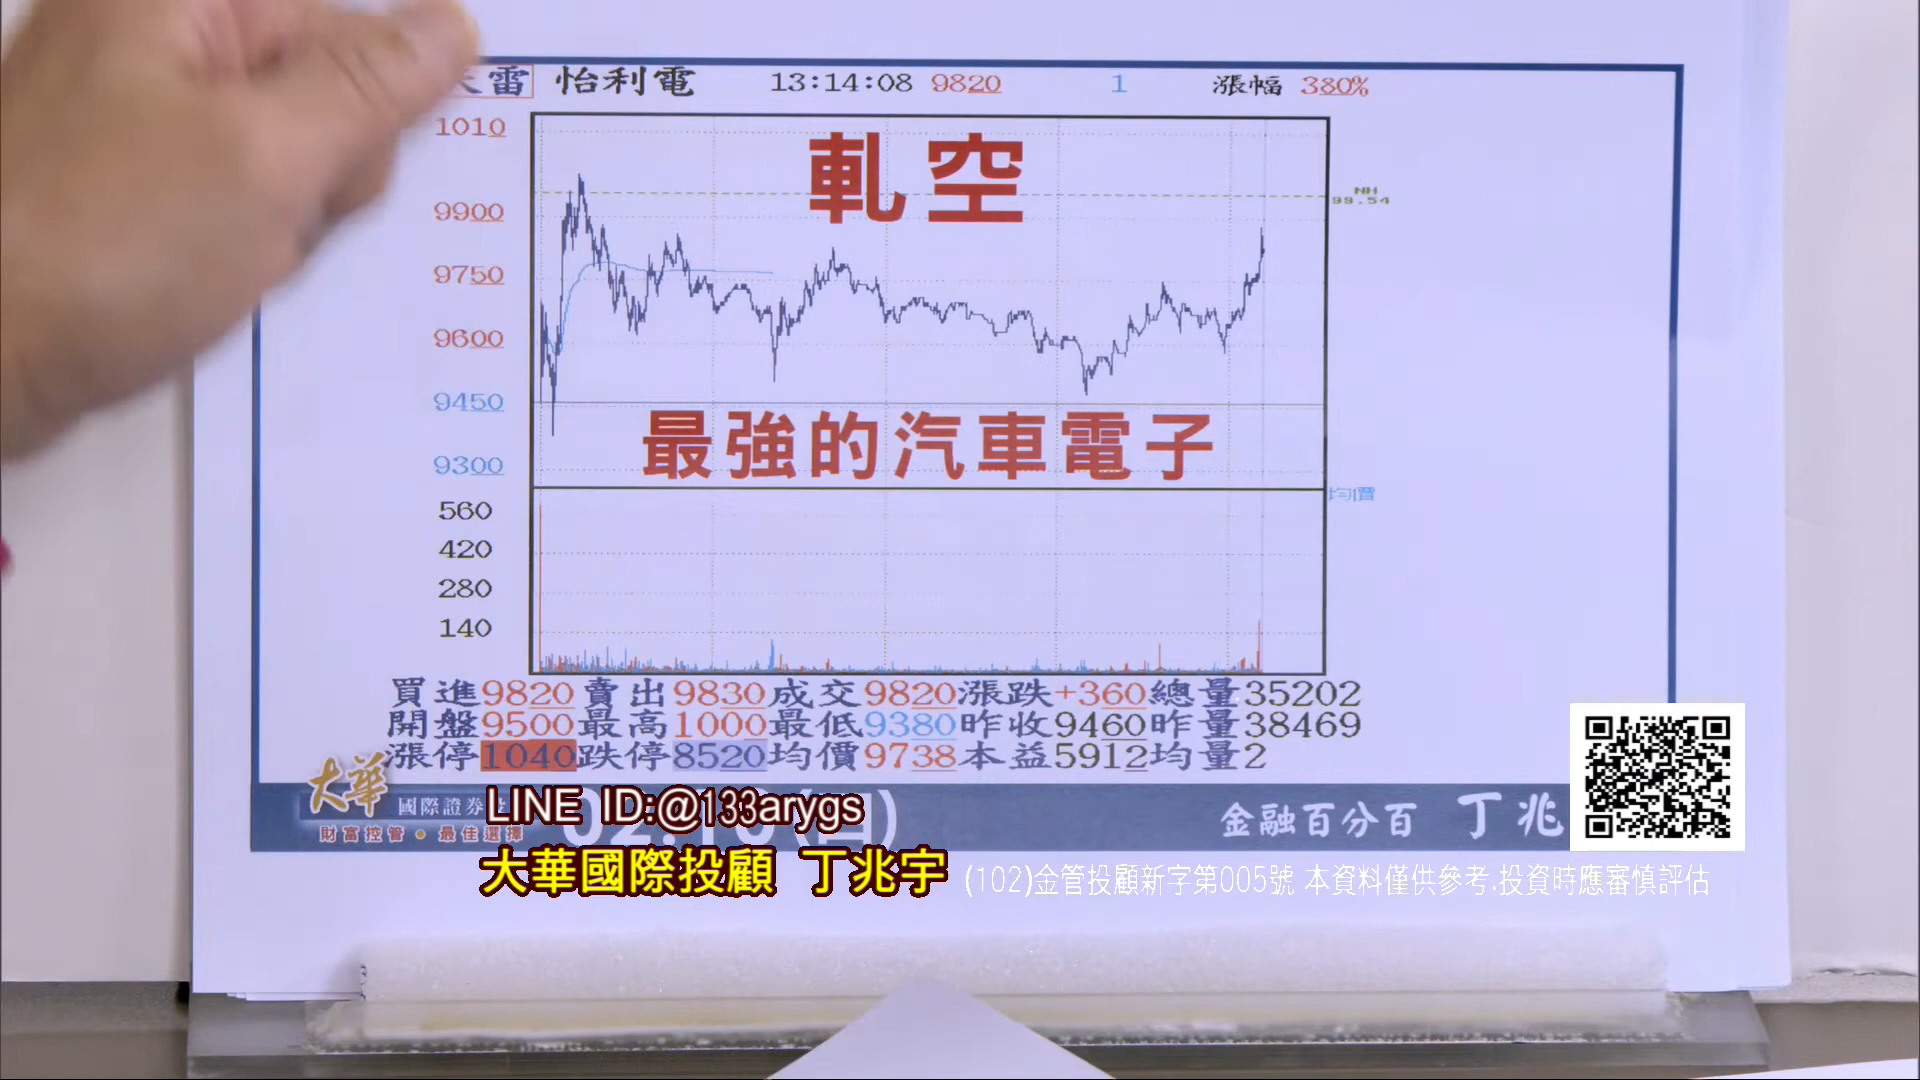 雷 怡利電 13:14:08 9820 1 漲幅 380%
1010
軋空
NH
99.54
9900
9750
9600
9450
最強的汽車電子
9300
均價
560
420
280
140
買進9820賣出9830成交9820漲跌+360總量35202
開盤9500最高1000最低9380昨收9460昨量38469
漲停1040跌停8520均價9738本益5912均量2
大華
國際證券投
財富控管 • 最佳選擇
金融百分百 丁兆
LINE ID:@133arygs
大華國際投顧 丁兆宇
(102)金管投顧新字第005號 本資料僅供參考.投資時應審慎評估